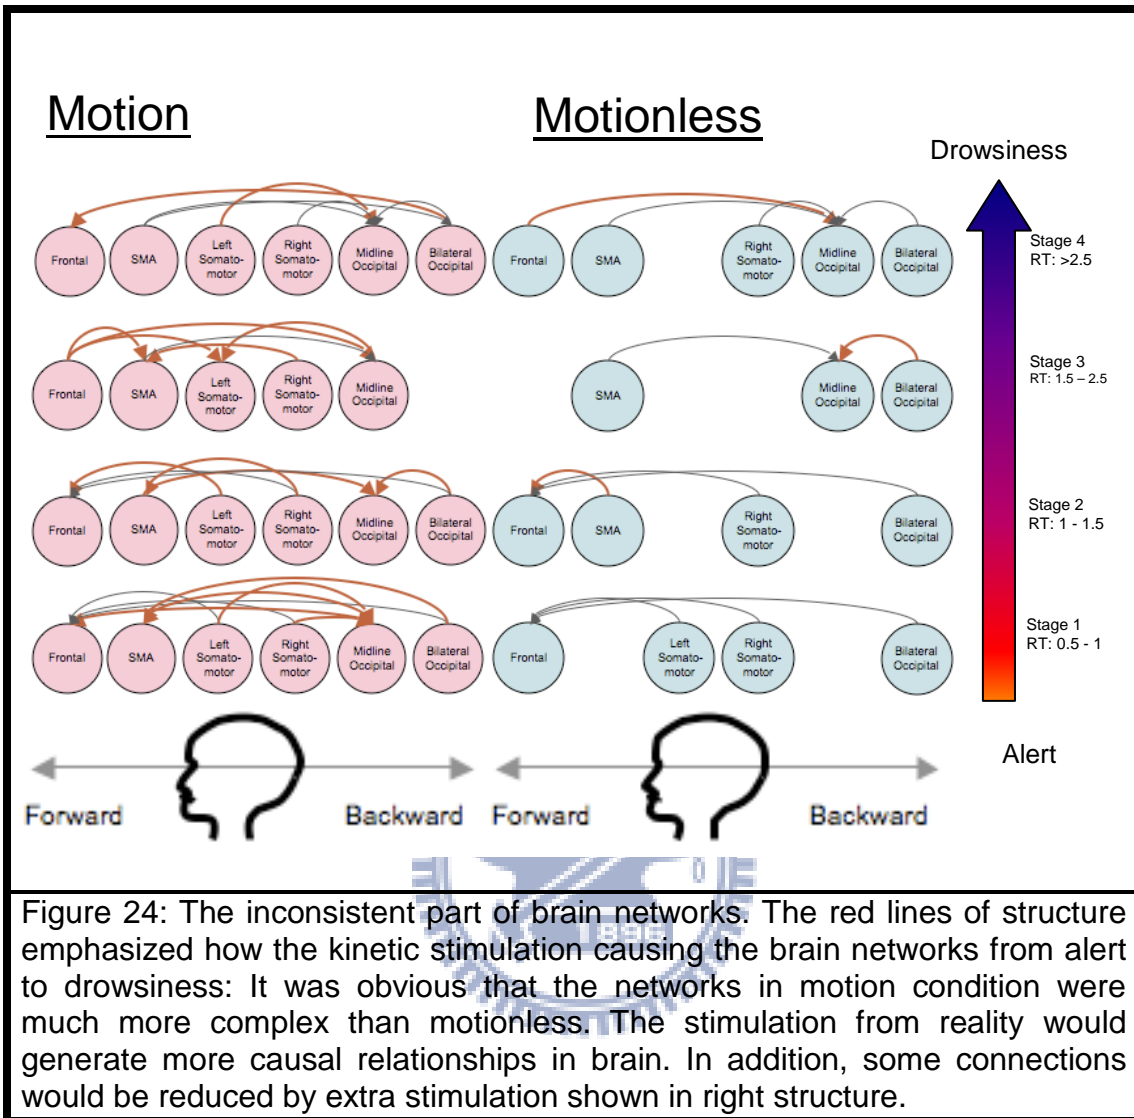 Motion
Motionless
Drowsiness
Frontal
SMA
Left
Somato-
motor
Right
Somato-
motor
Midline
Occipital
Bilateral
Occipital
Frontal
SMA
Right
Somato-
motor
Midline
Occipital
Bilateral
Occipital
Stage 4
RT: >2.5
Frontal
SMA
Left
Somato-
motor
Right
Somato-
motor
Midline
Occipital
SMA
Midline
Occipital
Bilateral
Occipital
Stage 3
RT: 1.5 – 2.5
Frontal
SMA
Left
Somato-
motor
Right
Somato-
motor
Midline
Occipital
Bilateral
Occipital
Frontal
SMA
Right
Somato-
motor
Bilateral
Occipital
Stage 2
RT: 1 - 1.5
Frontal
SMA
Left
Somato-
motor
Right
Somato-
motor
Midline
Occipital
Bilateral
Occipital
Frontal
Left
Somato-
motor
Right
Somato-
motor
Bilateral
Occipital
Stage 1
RT: 0.5 - 1
Alert
Forward
Backward
Forward
Backward
Figure 24: The inconsistent part of brain networks. The red lines of structure
emphasized how the kinetic stimulation causing the brain networks from alert
to drowsiness: It was obvious that the networks in motion condition were
much more complex than motionless. The stimulation from reality would
generate more causal relationships in brain. In addition, some connections
would be reduced by extra stimulation shown in right structure.
1896